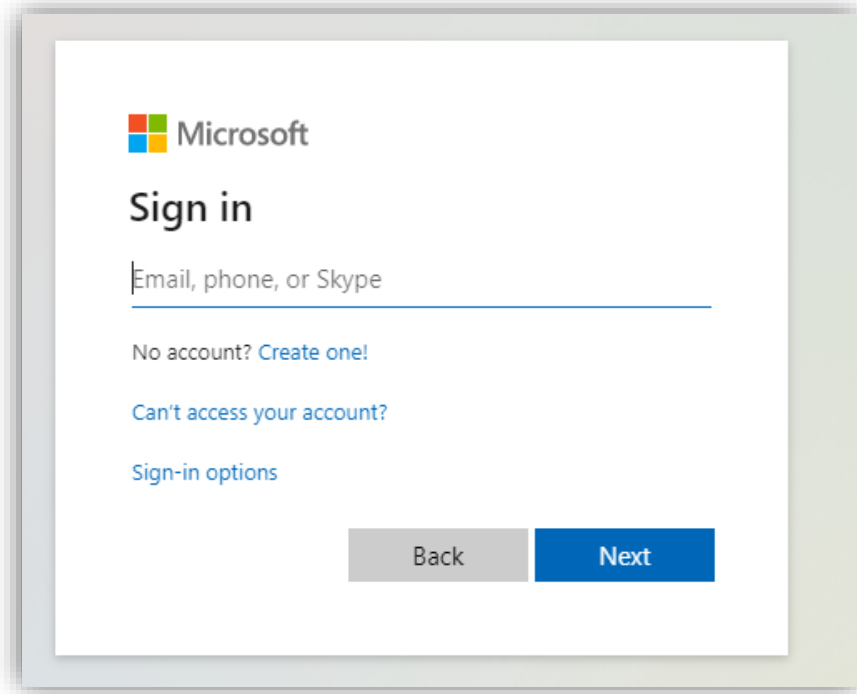 Microsoft
Sign in
Email, phone, or Skype
No account? Create one!
Can't access your account?
Sign-in options
Back Next